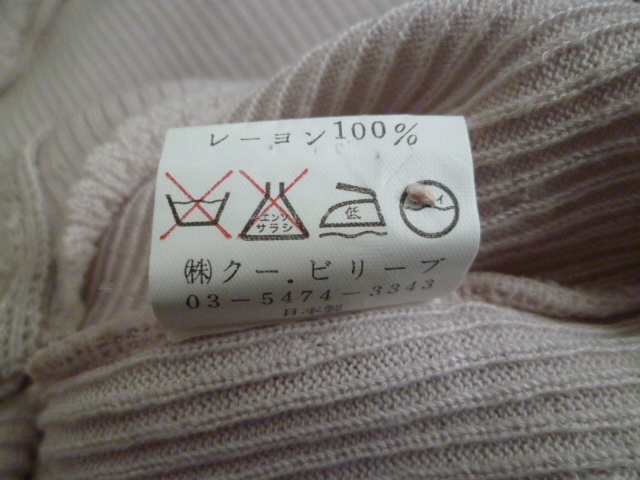 レーヨン100%
エンソ
サラシ
低
イ
(株)クー.ビリーブ
03-5474-3343
日本製